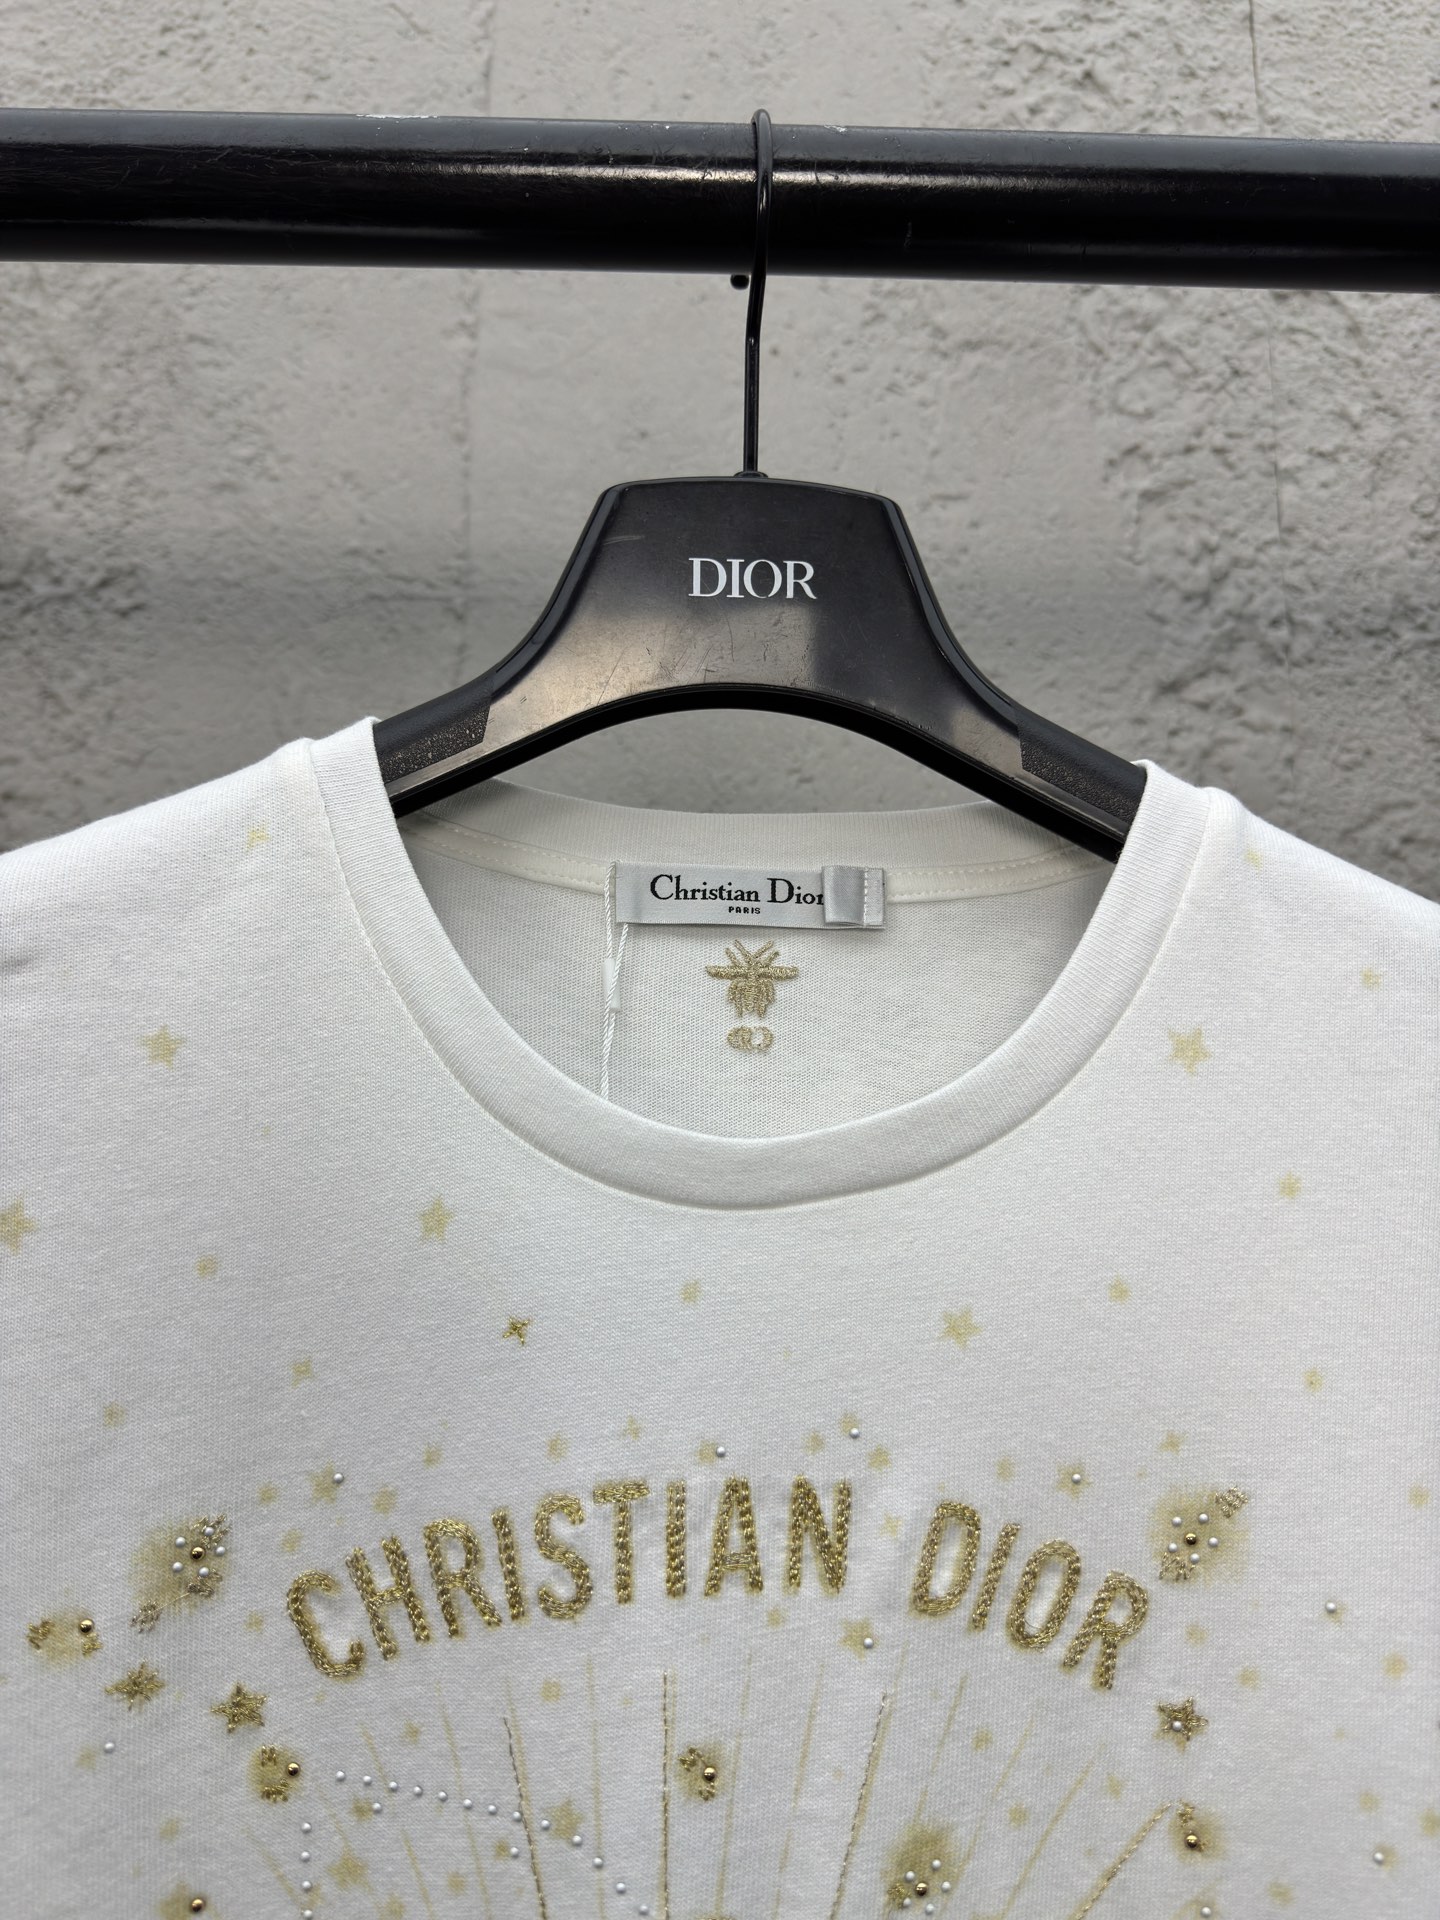 DIOR
Christian Dior
PARIS
CD
CHRISTIAN DIOR